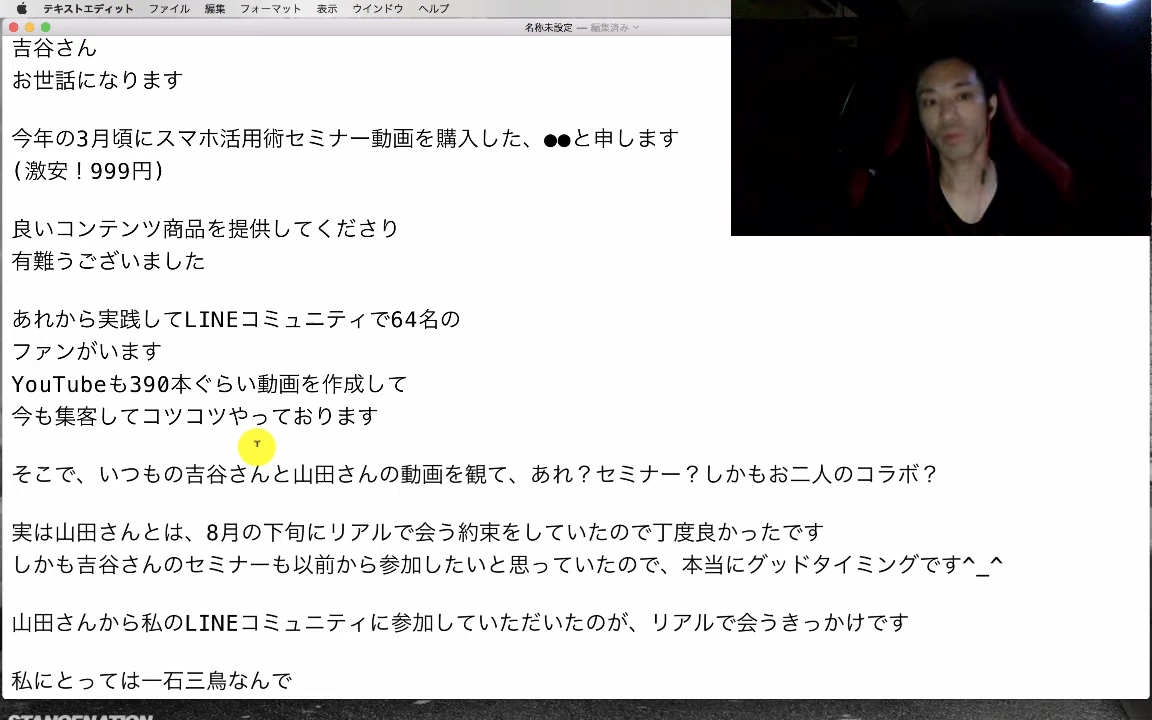 テキストエディット ファイル 編集 フォーマット 表示 ウインドウ ヘルプ
名称未設定 — 編集済み
吉谷さん
お世話になります
今年の3月頃にスマホ活用術セミナー動画を購入した、●●と申します
(激安！999円)
良いコンテンツ商品を提供してくださり
有難うございました
あれから実践してLINEコミュニティで64名の
ファンがいます
YouTubeも390本ぐらい動画を作成して
今も集客してコツコツやっております
そこで、いつもの吉谷さんと山田さんの動画を観て、あれ？セミナー？しかもお二人のコラボ？
実は山田さんとは、8月の下旬にリアルで会う約束をしていたので丁度良かったです
しかも吉谷さんのセミナーも以前から参加したいと思っていたので、本当にグッドタイミングです^_^
山田さんから私のLINEコミュニティに参加していただいたのが、リアルで会うきっかけです
私にとっては一石三鳥なんで
STANCENATION